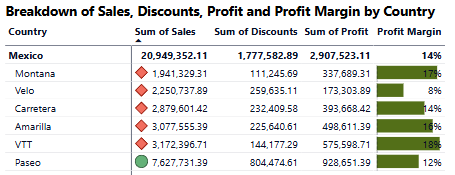 Breakdown of Sales, Discounts, Profit and Profit Margin by Country
Country Sum of Sales Sum of Discounts Sum of Profit Profit Margin
Mexico 20,949,352.11 1,777,582.89 2,907,523.11 14%
Montana 1,941,329.31 111,245.69 337,689.31 17%
Velo 2,250,737.89 259,635.11 173,303.89 8%
Carretera 2,879,601.42 232,409.58 393,668.42 14%
Amarilla 3,077,555.39 225,640.61 498,611.39 16%
VTT 3,172,396.71 144,177.29 575,598.71 18%
Paseo 7,627,731.39 804,474.61 928,651.39 12%